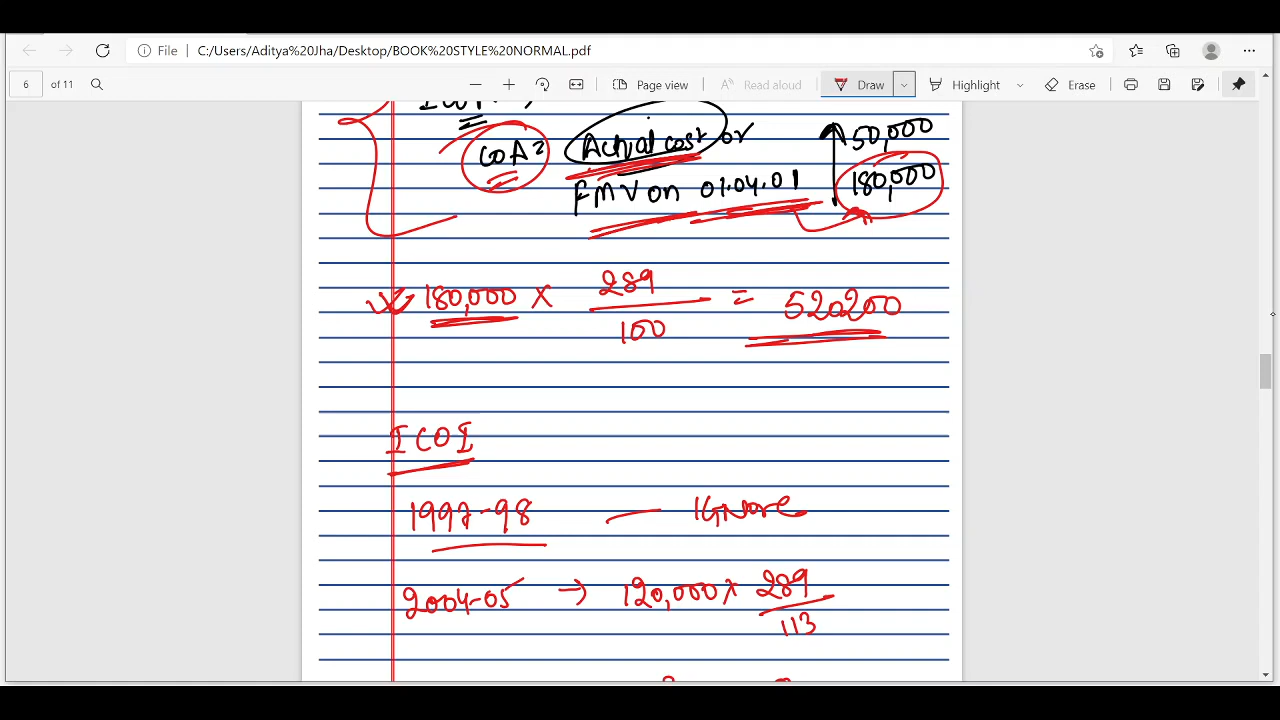 File C:/Users/Aditya%20Jha/Desktop/BOOK%20STYLE%20NORMAL.pdf
6 of 11 Page view Read aloud Draw Highlight Erase
COA = Actual cost or 50,000
FMV on 01.04.01 180,000
180,000 × 289/100 = 520200
ICOI
1997-98 — IGNore
2004-05 → 120,000 × 289/113